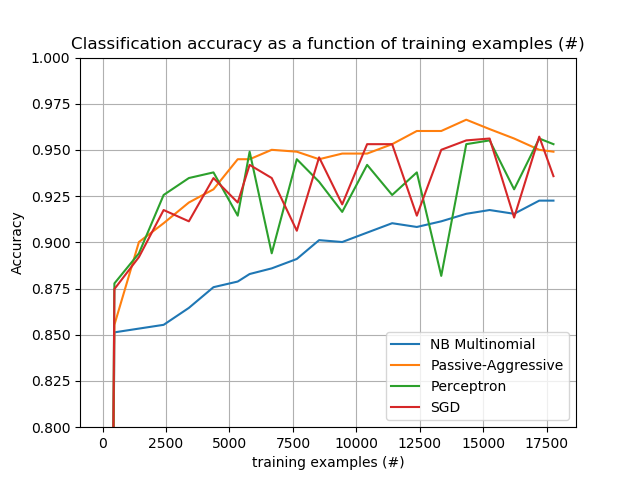 Classification accuracy as a function of training examples (#)
1.000
0.975
0.950
0.925
0.900
0.875
0.850
0.825
0.800
Accuracy
NB Multinomial
Passive-Aggressive
Perceptron
SGD
0 2500 5000 7500 10000 12500 15000 17500
training examples (#)